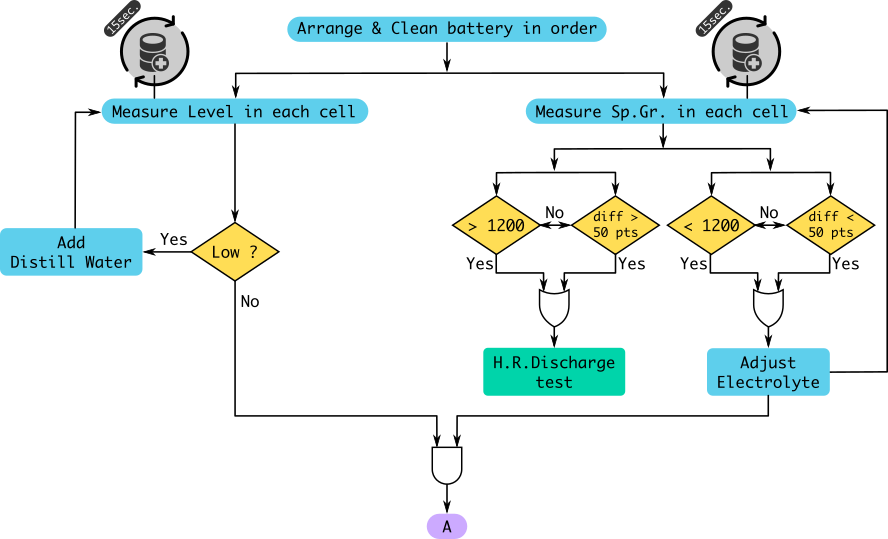 15sec.
15sec.
Arrange & Clean battery in order
Measure Level in each cell
Measure Sp.Gr. in each cell
Low ?
Yes
No
Add
Distill Water
> 1200
No
diff >
50 pts
< 1200
No
diff <
50 pts
Yes
Yes
Yes
Yes
H.R.Discharge
test
Adjust
Electrolyte
A